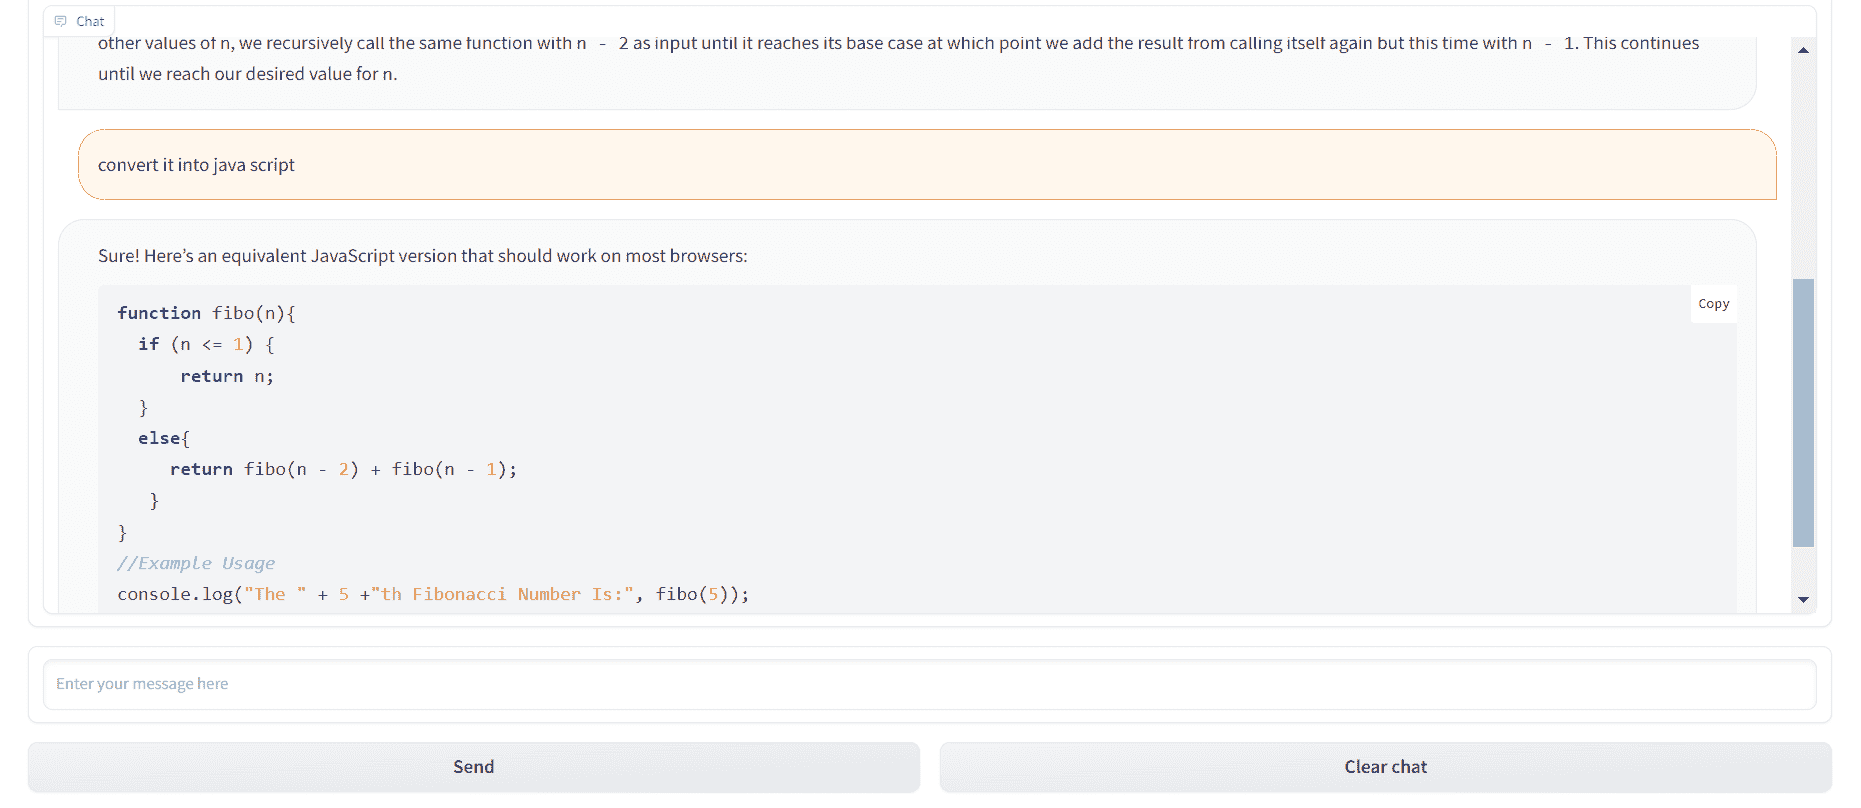 Chat
other values of n, we recursively call the same function with n - 2 as input until it reaches its base case at which point we add the result from calling itself again but this time with n - 1. This continues
until we reach our desired value for n.
convert it into java script
Sure! Here’s an equivalent JavaScript version that should work on most browsers:
Copy
function fibo(n){
  if (n <= 1) {
      return n;
  }
  else{
     return fibo(n - 2) + fibo(n - 1);
   }
}
//Example Usage
console.log("The " + 5 +"th Fibonacci Number Is:", fibo(5));
Enter your message here
Send
Clear chat